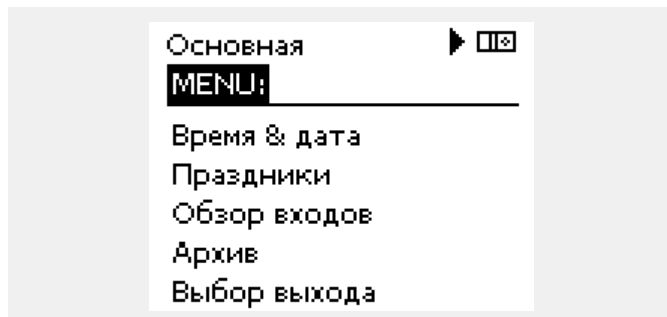 Основная
MENU:
Время & дата
Праздники
Обзор входов
Архив
Выбор выхода